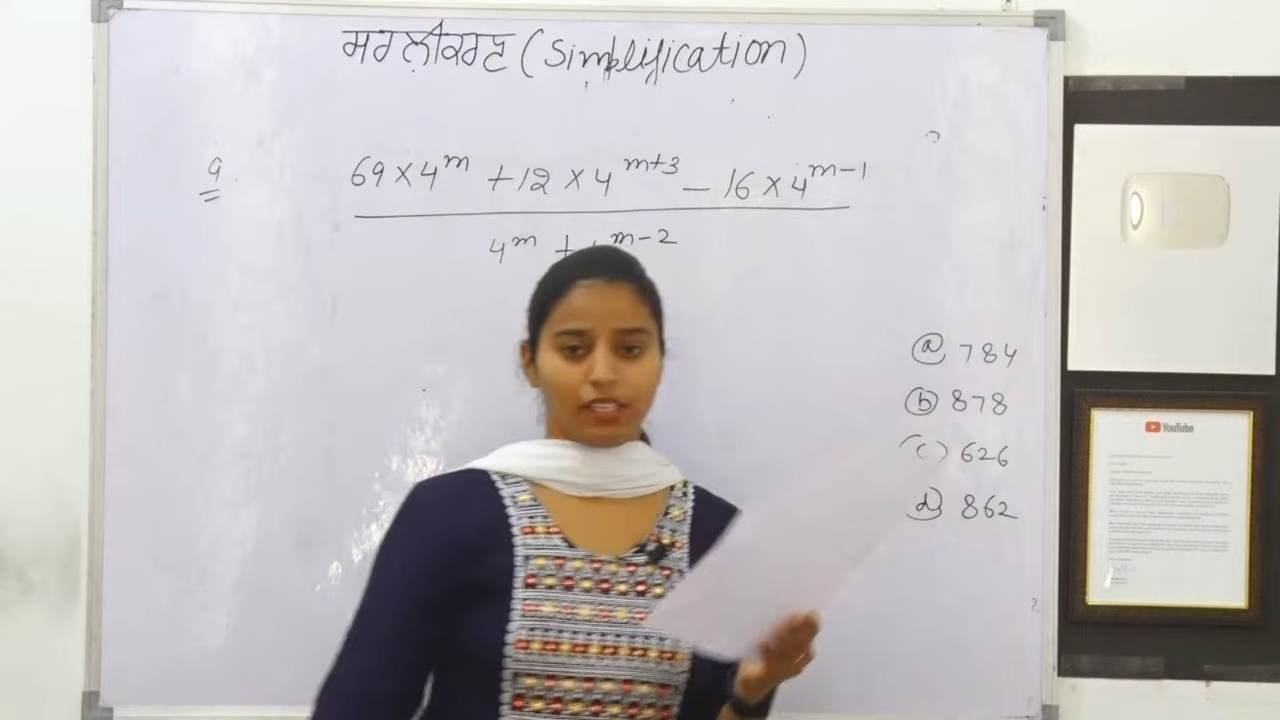 ਸਰਲੀਕਰਣ (Simplification)
9.
69 × 4^m + 12 × 4^(m+3) − 16 × 4^(m−1)
4^m + 4^(m−2)
(a) 784
(b) 878
(c) 626
(d) 862
YouTube